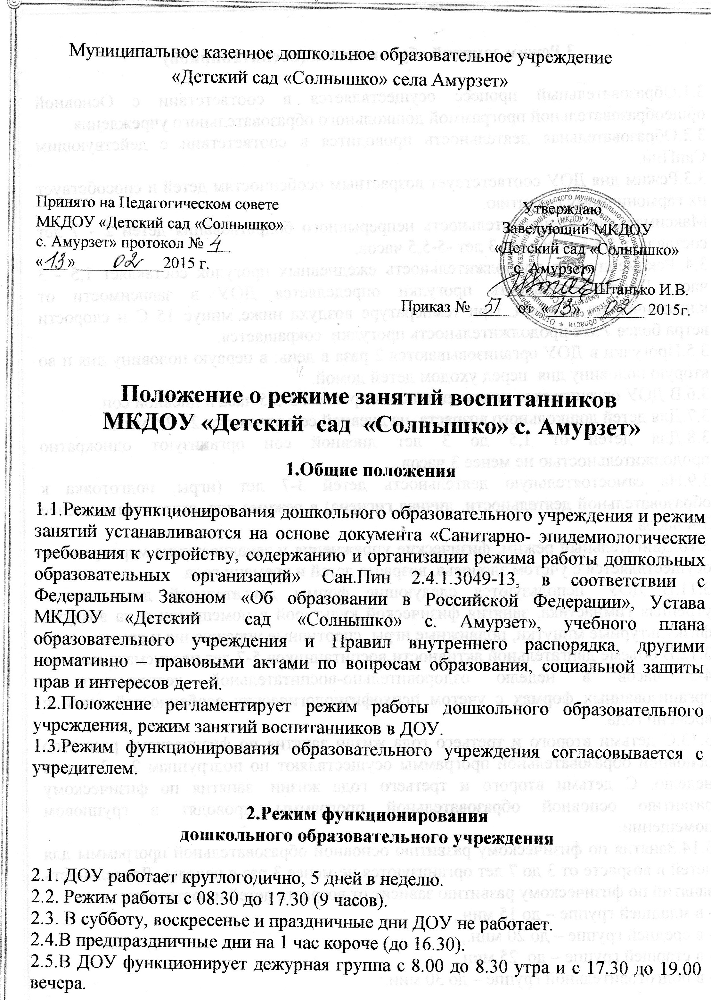 Муниципальное казенное дошкольное образовательное учреждение
«Детский сад «Солнышко» села Амурзет»
Принято на Педагогическом совете
МКДОУ «Детский сад «Солнышко»
с. Амурзет» протокол № 4
«13» 02 2015 г.
Утверждаю
Заведующий МКДОУ
«Детский сад «Солнышко»
с. Амурзет»
Штанько И.В.
Приказ № 51 от «13» 02 2015г.
Положение о режиме занятий воспитанников
МКДОУ «Детский сад «Солнышко» с. Амурзет»
1.Общие положения
1.1.Режим функционирования дошкольного образовательного учреждения и режим
занятий устанавливаются на основе документа «Санитарно- эпидемиологические
требования к устройству, содержанию и организации режима работы дошкольных
образовательных организаций» Сан.Пин 2.4.1.3049-13, в соответствии с
Федеральным Законом «Об образовании в Российской Федерации», Устава
МКДОУ «Детский сад «Солнышко» с. Амурзет», учебного плана
образовательного учреждения и Правил внутреннего распорядка, другими
нормативно – правовыми актами по вопросам образования, социальной защиты
прав и интересов детей.
1.2.Положение регламентирует режим работы дошкольного образовательного
учреждения, режим занятий воспитанников в ДОУ.
1.3.Режим функционирования образовательного учреждения согласовывается с
учредителем.
2.Режим функционирования
дошкольного образовательного учреждения
2.1. ДОУ работает круглогодично, 5 дней в неделю.
2.2. Режим работы с 08.30 до 17.30 (9 часов).
2.3. В субботу, воскресенье и праздничные дни ДОУ не работает.
2.4.В предпраздничные дни на 1 час короче (до 16.30).
2.5.В ДОУ функционирует дежурная группа с 8.00 до 8.30 утра и с 17.30 до 19.00
вечера.